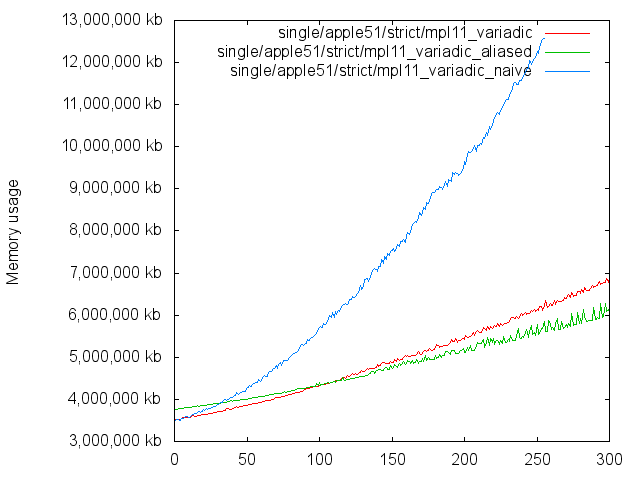 13,000,000 kb
12,000,000 kb
11,000,000 kb
10,000,000 kb
9,000,000 kb
8,000,000 kb
7,000,000 kb
6,000,000 kb
5,000,000 kb
4,000,000 kb
3,000,000 kb
Memory usage
single/apple51/strict/mpl11_variadic
single/apple51/strict/mpl11_variadic_aliased
single/apple51/strict/mpl11_variadic_naive
0 50 100 150 200 250 300